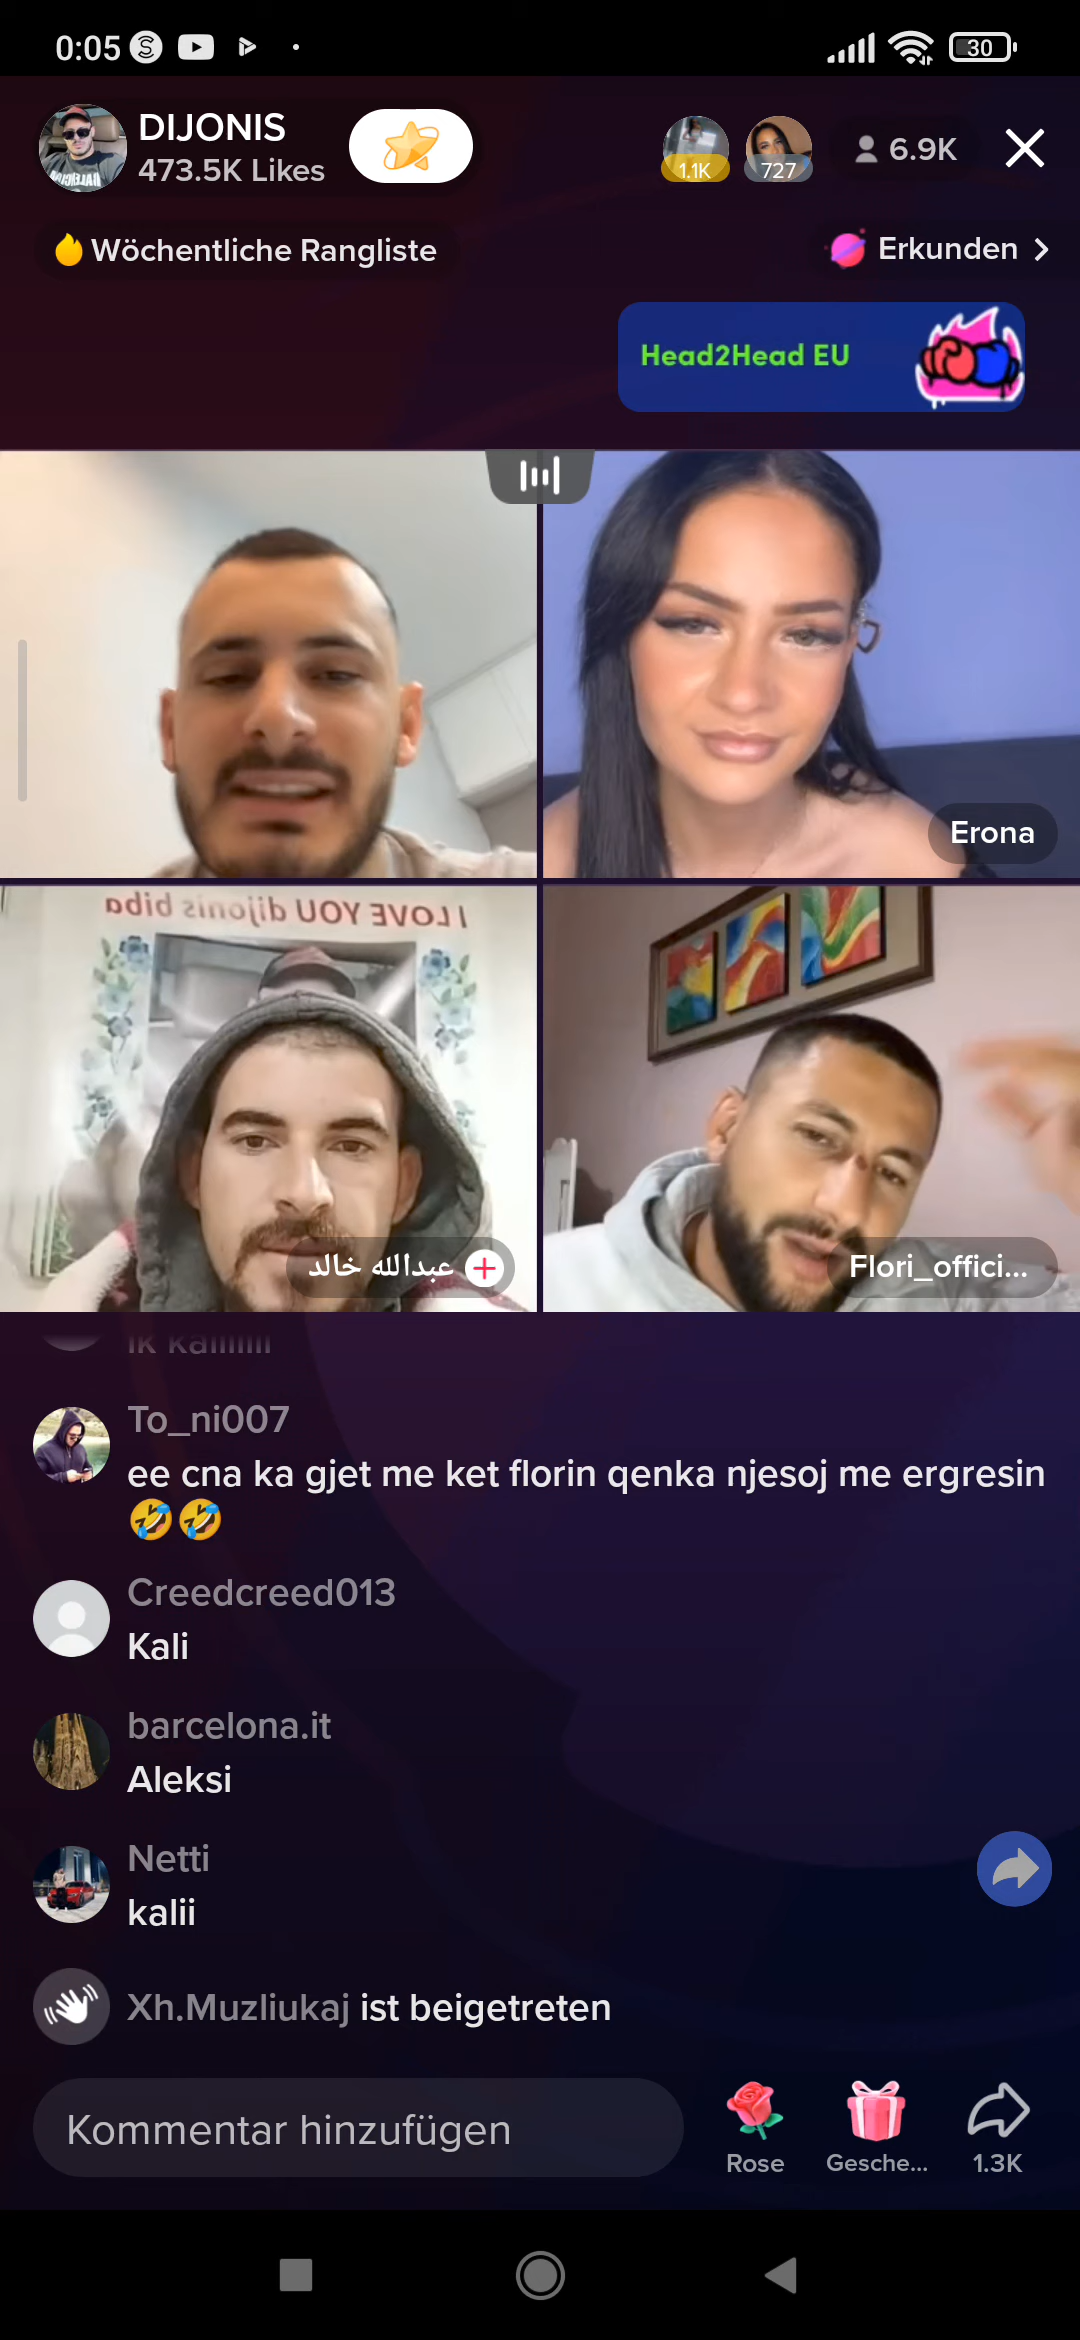 0:05
30
DIJONIS
473.5K Likes
1.1K
727
6.9K
Wöchentliche Rangliste
Erkunden
Head2Head EU
Erona
I LOVE YOU dijonis biba
عبدالله خالد
Flori_offici...
To_ni007
ee cna ka gjet me ket florin qenka njesoj me ergresin
🤣🤣
Creedcreed013
Kali
barcelona.it
Aleksi
Netti
kalii
Xh.Muzliukaj ist beigetreten
Kommentar hinzufügen
Rose
Gesche...
1.3K